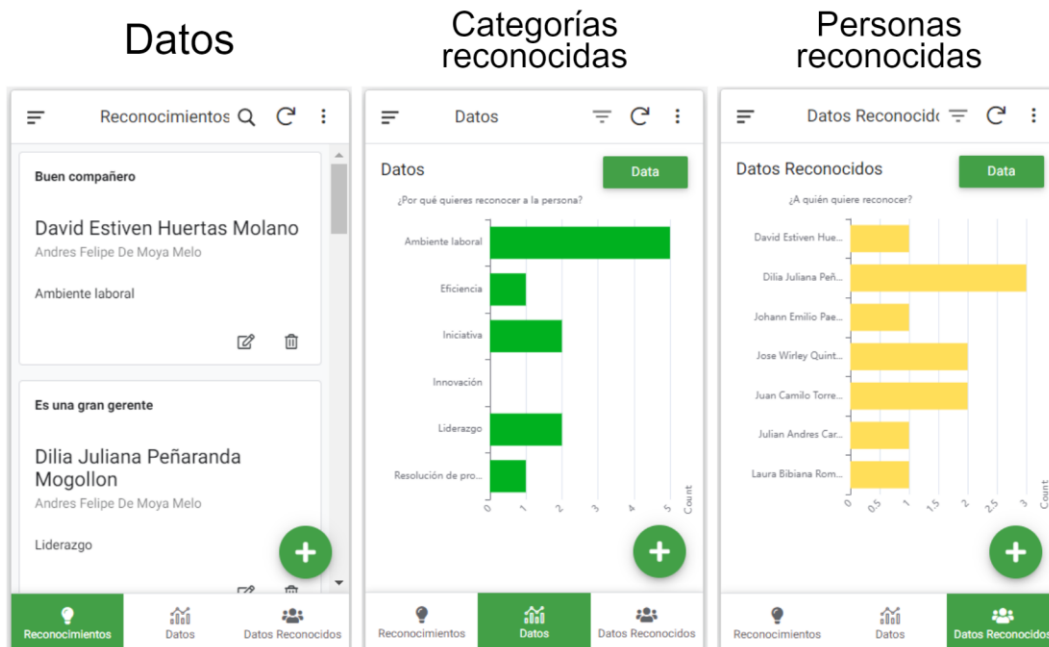 Datos
Categorías
reconocidas
Personas
reconocidas
Reconocimientos
Buen compañero
David Estiven Huertas Molano
Andres Felipe De Moya Melo
Ambiente laboral
Es una gran gerente
Dilia Juliana Peñaranda
Mogollon
Andres Felipe De Moya Melo
Liderazgo
Reconocimientos
Datos
Datos Reconocidos
Datos
Datos
Data
¿Por qué quieres reconocer a la persona?
Ambiente laboral
Eficiencia
Iniciativa
Innovación
Liderazgo
Resolución de pro...
0 1 2 3 4 5
Count
Reconocimientos
Datos
Datos Reconocidos
Datos Reconocidc
Datos Reconocidos
Data
¿A quién quiere reconocer?
David Estiven Hue...
Dilia Juliana Peñ...
Johann Emilio Pae...
Jose Wirley Quint...
Juan Camilo Torre...
Julian Andres Car...
Laura Bibiana Rom...
0 0.5 1 1.5 2 2.5 3
Count
Reconocimientos
Datos
Datos Reconocidos